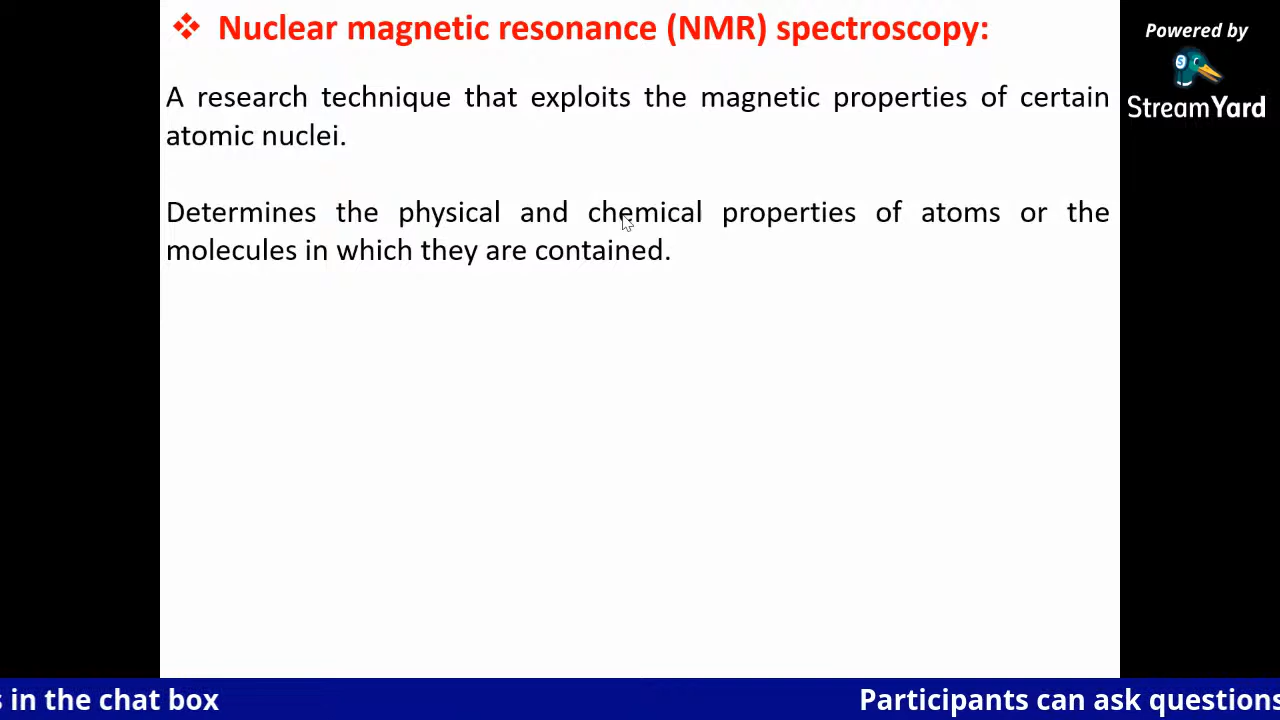 Nuclear magnetic resonance (NMR) spectroscopy:
Powered by
StreamYard
A research technique that exploits the magnetic properties of certain
atomic nuclei.
Determines the physical and chemical properties of atoms or the
molecules in which they are contained.
s in the chat box
Participants can ask questions